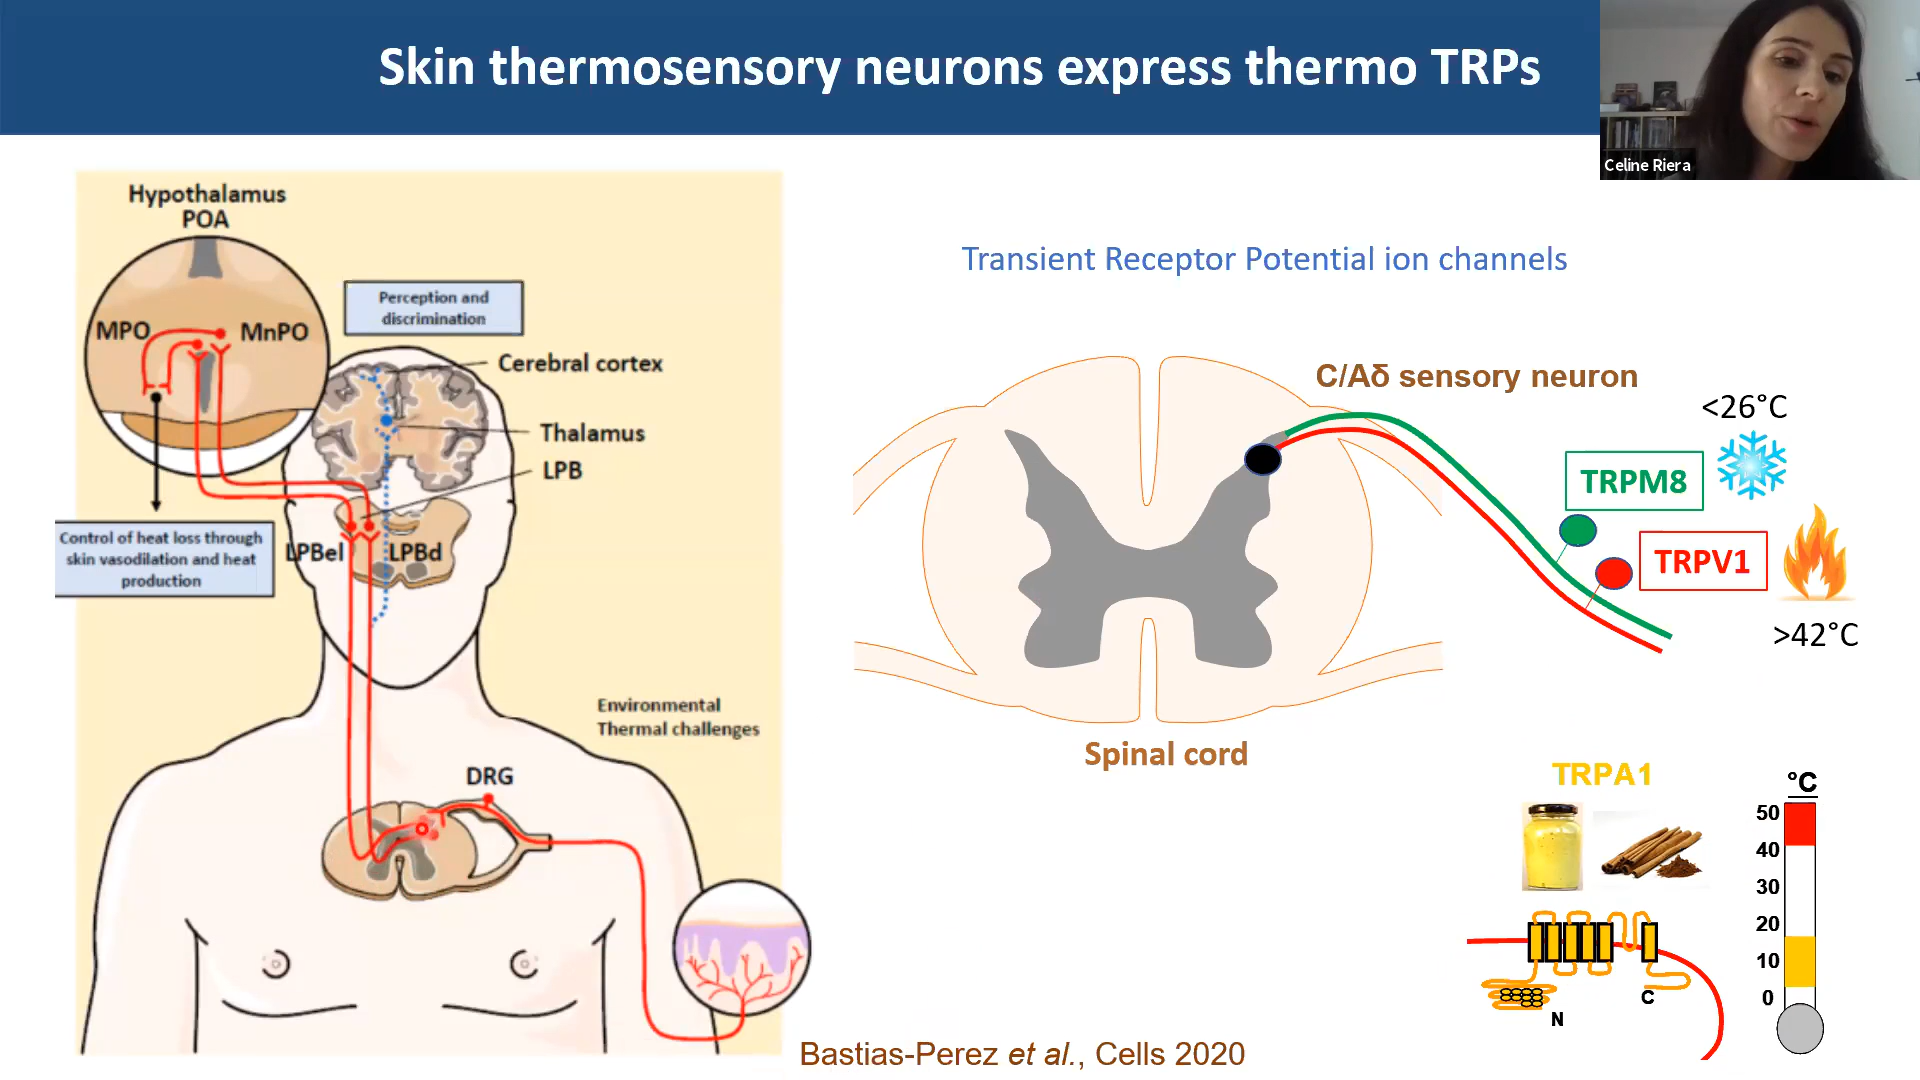 Skin thermosensory neurons express thermo TRPs
Celine Riera
Hypothalamus
POA
MPO
MnPO
Perception and
discrimination
Cerebral cortex
Thalamus
LPB
LPBel
LPBd
Control of heat loss through
skin vasodilation and heat
production
Environmental
Thermal challenges
DRG
Transient Receptor Potential ion channels
C/Aδ sensory neuron
<26°C
TRPM8
TRPV1
>42°C
Spinal cord
TRPA1
°C
50
40
30
20
10
0
C
N
Bastias-Perez et al., Cells 2020